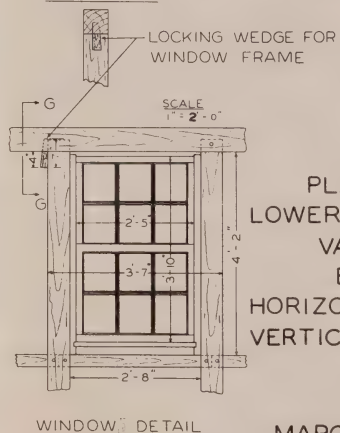 LOCKING WEDGE FOR
WINDOW FRAME
G
SCALE
1" = 2'-0"
4"
G
PL
LOWER
VA
E
HORIZO
VERTIC
2'-5"
3'-10"
4'-2"
3'-7"
2'-8"
WINDOW DETAIL
MARC